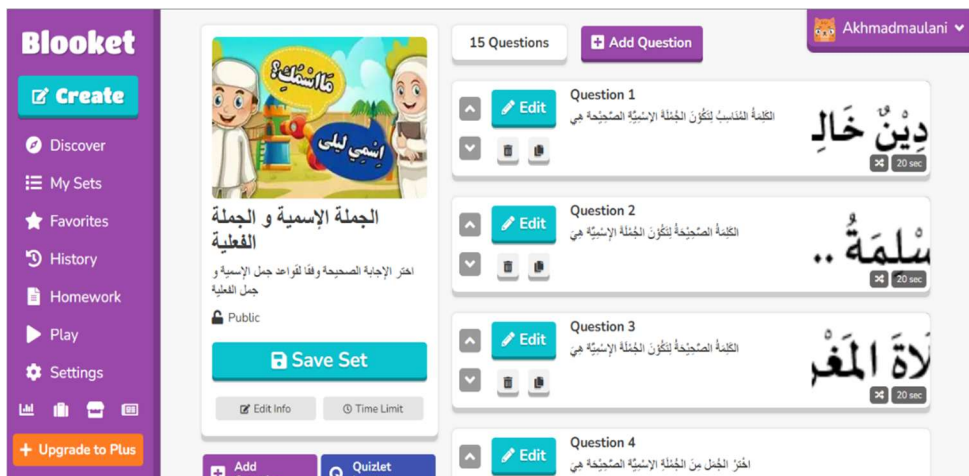 Blooket
Create
Discover
My Sets
Favorites
History
Homework
Play
Settings
Upgrade to Plus
مَااسْمُكِ؟
اِسْمِي لَيلَى
الجملة الإسمية و الجملة
الفعلية
اختر الإجابة الصحيحة وفقا لقواعد جمل الإسمية و
جمل الفعلية
Public
Save Set
Edit Info
Time Limit
Add
Quizlet
15 Questions
Add Question
Akhmadmaulani
Edit
Question 1
الكَلِمَةُ المُنَاسِبُ لِتَكُوْنَ الجُمْلَةَ الإِسْمِيَّةِ الصَّحِيْحَة هِيَ
دِيْنٌ خَالِـ
20 sec
Edit
Question 2
الكَلِمَةُ الصَّحِيْحَةُ لِتَكُوْنَ الجُمْلَةَ الإِسْمِيَّة هِيَ
سْلِمَةٌ ..
20 sec
Edit
Question 3
الكَلِمَةُ الصَّحِيْحَةُ لِتَكُوْنَ الجُمْلَةَ الإِسْمِيَّة هِيَ
لَاةَ المَغْر
20 sec
Edit
Question 4
اخْتَرْ الجُمَل مِنَ الجُمْلَةِ الإِسْمِيَّة الصَّحِيْحَة هِيَ